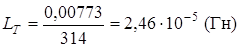 L_T = 0,00773 / 314 = 2,46 · 10⁻⁵ (Гн)